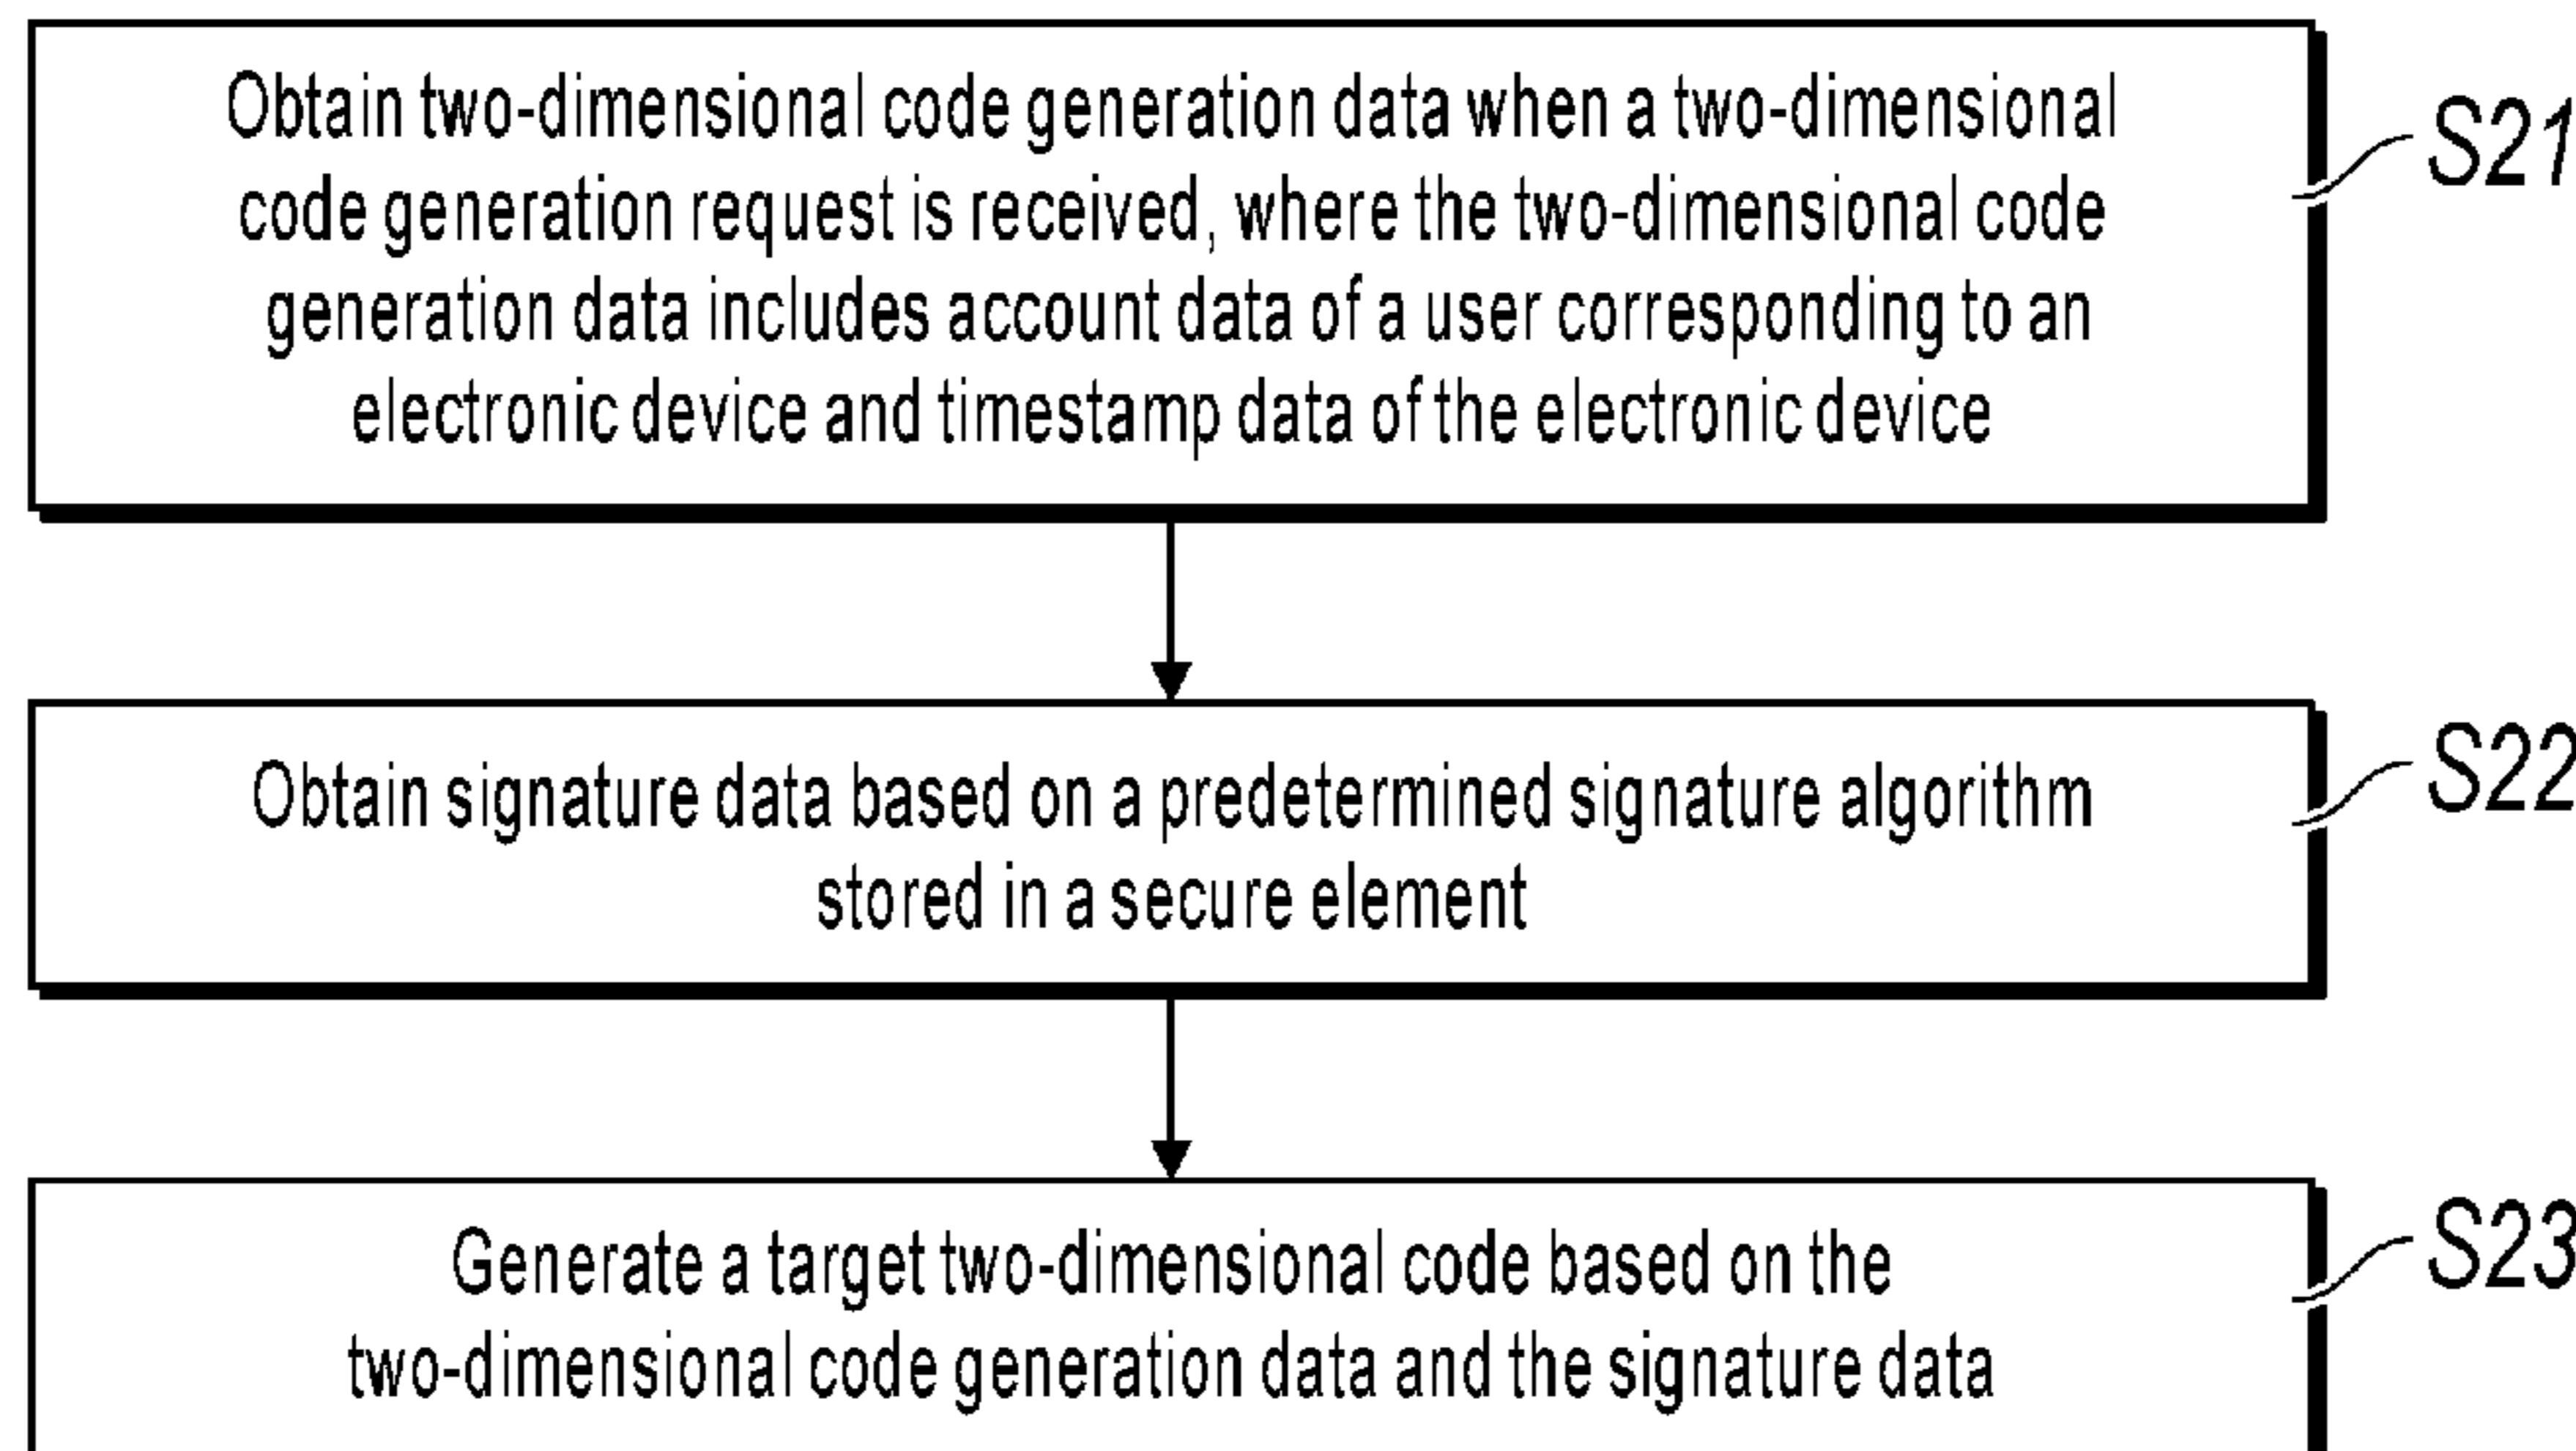 Obtain two-dimensional code generation data when a two-dimensional
code generation request is received, where the two-dimensional code
generation data includes account data of a user corresponding to an
electronic device and timestamp data of the electronic device
S21
Obtain signature data based on a predetermined signature algorithm
stored in a secure element
S22
Generate a target two-dimensional code based on the
two-dimensional code generation data and the signature data
S23